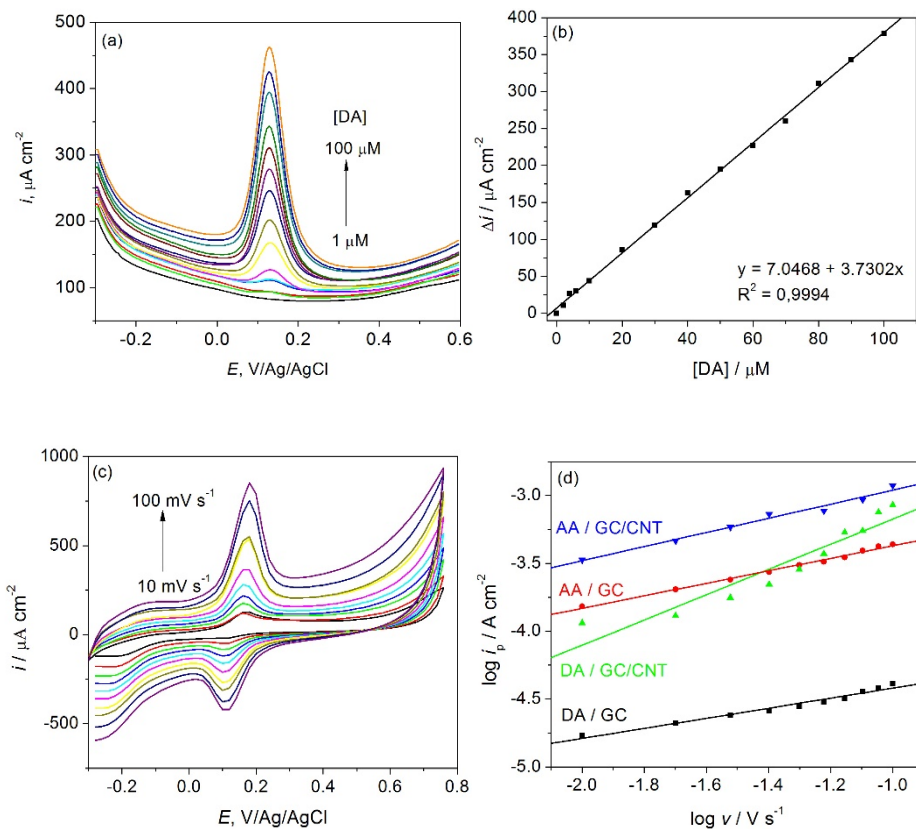 (a)
500
400
300
200
100
i, μA cm⁻²
[DA]
100 μM
1 μM
-0.2 0.0 0.2 0.4 0.6
E, V/Ag/AgCl
(b)
400
350
300
250
200
150
100
50
0
Δi / μA cm⁻²
y = 7.0468 + 3.7302x
R² = 0,9994
0 20 40 60 80 100
[DA] / μM
(c)
1000
500
0
-500
i / μA cm⁻²
100 mV s⁻¹
10 mV s⁻¹
-0.2 0.0 0.2 0.4 0.6 0.8
E, V/Ag/AgCl
(d)
-3.0
-3.5
-4.0
-4.5
-5.0
log iₚ / A cm⁻²
AA / GC/CNT
AA / GC
DA / GC/CNT
DA / GC
-2.0 -1.8 -1.6 -1.4 -1.2 -1.0
log v / V s⁻¹